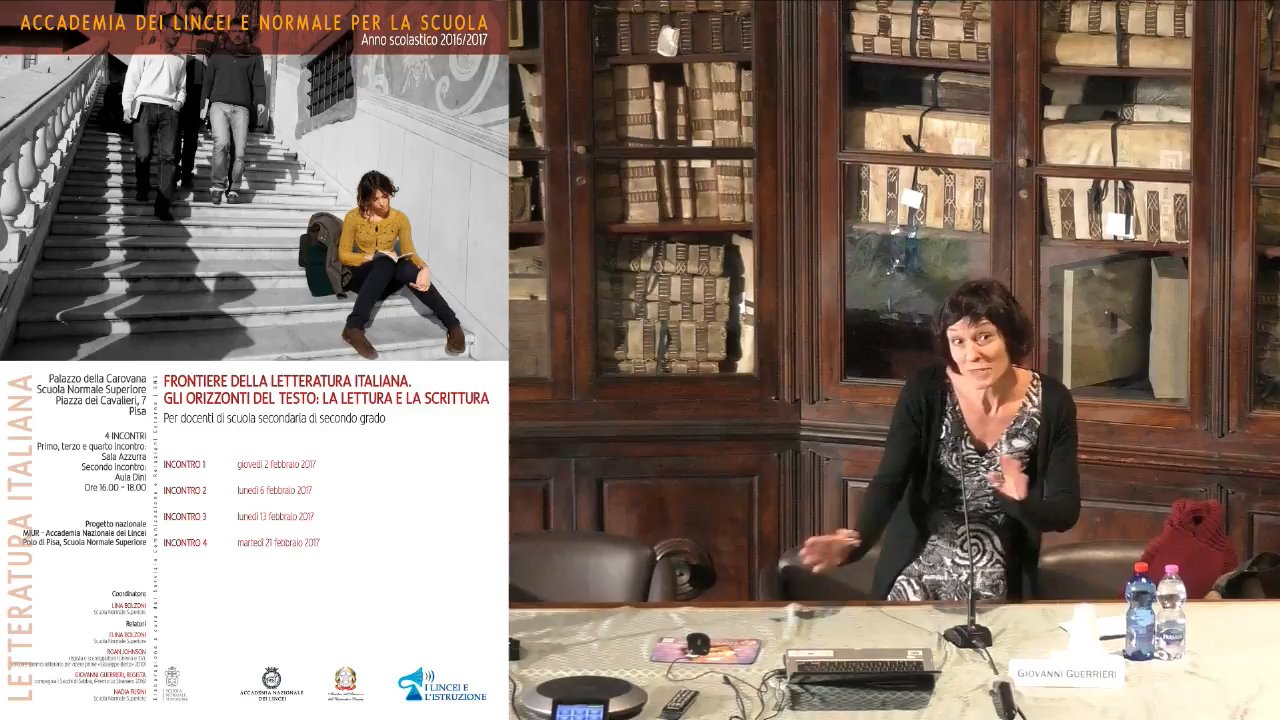 ACCADEMIA DEI LINCEI E NORMALE PER LA SCUOLA
Anno scolastico 2016/2017
LETTERATURA ITALIANA
Palazzo della Carovana
Scuola Normale Superiore
Piazza dei Cavalieri, 7
Pisa
4 INCONTRI
Primo, terzo e quarto incontro:
Sala Azzurra
Secondo incontro:
Aula Dini
Ore 16.00 - 18.00
Progetto nazionale
MIUR - Accademia Nazionale dei Lincei
Polo di Pisa, Scuola Normale Superiore
Coordinatore
LINA BOLZONI
Scuola Normale Superiore
Relatori
ELINA BOLZONI
Scuola Normale Superiore
ROAN JOHNSON
GIOVANNI GUERRIERI, REGISTA
NADIA FUSINI
Scuola Normale Superiore
FRONTIERE DELLA LETTERATURA ITALIANA.
GLI ORIZZONTI DEL TESTO: LA LETTURA E LA SCRITTURA
Per docenti di scuola secondaria di secondo grado
INCONTRO 1 giovedì 2 febbraio 2017
INCONTRO 2 lunedì 6 febbraio 2017
INCONTRO 3 lunedì 13 febbraio 2017
INCONTRO 4 martedì 21 febbraio 2017
SCUOLA
NORMALE
SUPERIORE
ACCADEMIA NAZIONALE
DEI LINCEI
I LINCEI E
L'ISTRUZIONE
GIOVANNI GUERRIERI